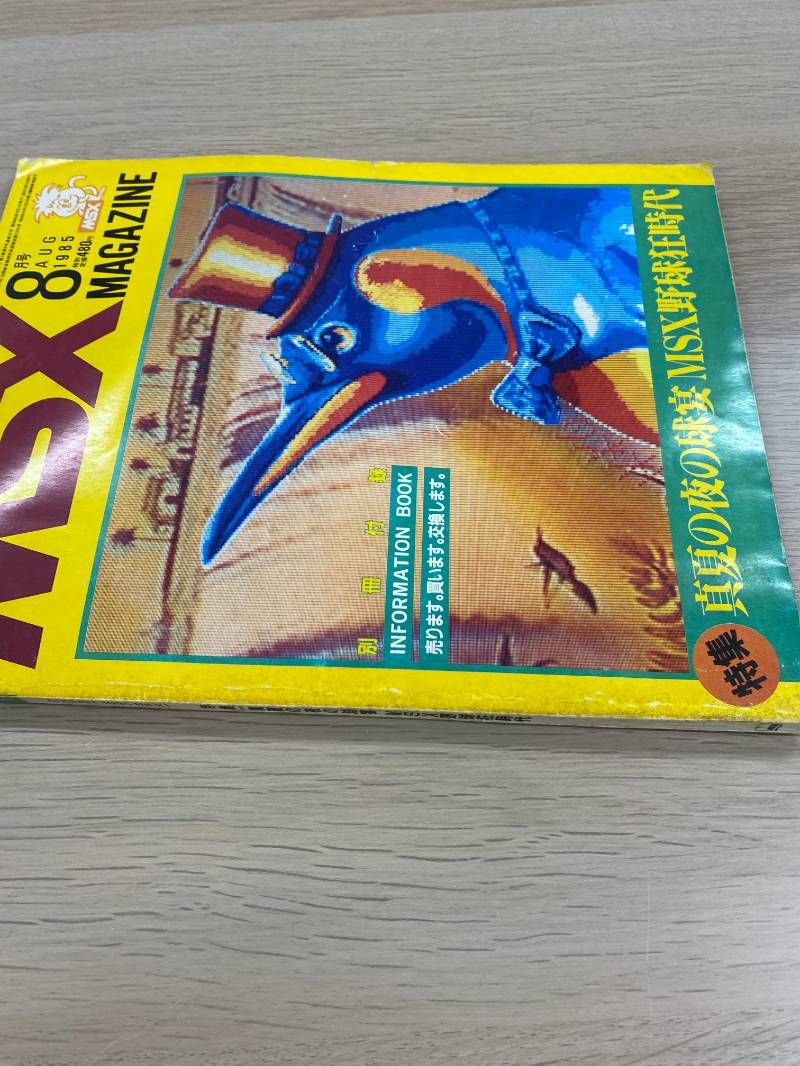 MSX
MAGAZINE
8月号
AUG
1985
特別
定価480円
MSX
別冊付録
INFORMATION BOOK
売ります。買います。交換します。
特集
真夏の夜の球宴 MSX野球狂時代